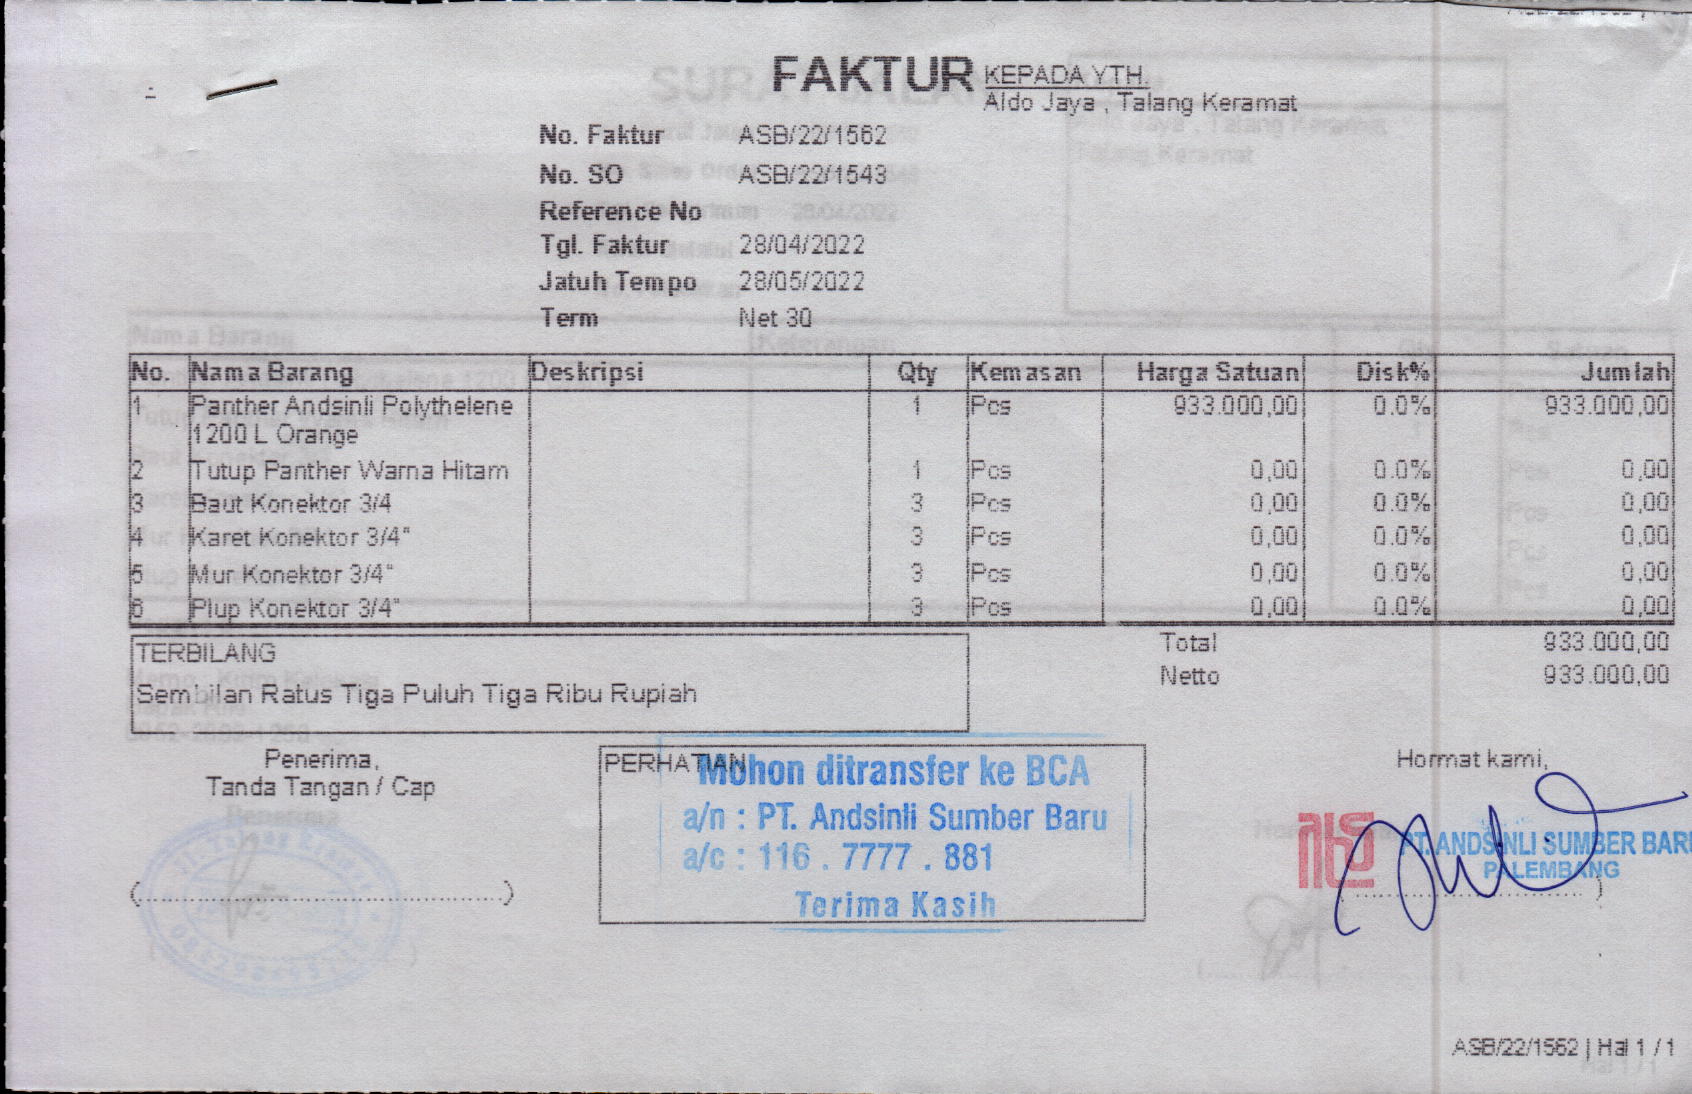 FAKTUR
KEPADA YTH.
Aldo Jaya , Talang Keramat
No. Faktur ASB/22/1562
No. SO ASB/22/1543
Reference No
Tgl. Faktur 28/04/2022
Jatuh Tempo 28/05/2022
Term Net 30
No. Nama Barang Deskripsi Qty Kemasan Harga Satuan Disk% Jumlah
1 Panther Andsinli Polythelene 1 Pcs 933.000,00 0.0% 933.000,00
1200 L Orange
2 Tutup Panther Warna Hitam 1 Pcs 0,00 0.0% 0,00
3 Baut Konektor 3/4 3 Pcs 0,00 0.0% 0,00
4 Karet Konektor 3/4" 3 Pcs 0,00 0.0% 0,00
5 Mur Konektor 3/4" 3 Pcs 0,00 0.0% 0,00
6 Plup Konektor 3/4" 3 Pcs 0,00 0.0% 0,00
Total 933.000,00
Netto 933.000,00
TERBILANG
Sembilan Ratus Tiga Puluh Tiga Ribu Rupiah
Penerima,
Tanda Tangan / Cap
(....................................................)
PERHATIAN
Mohon ditransfer ke BCA
a/n : PT. Andsinli Sumber Baru
a/c : 116 . 7777 . 881
Terima Kasih
Hormat kami,
PT. ANDSINLI SUMBER BARU
PALEMBANG
ASB/22/1562 | Hal 1 / 1